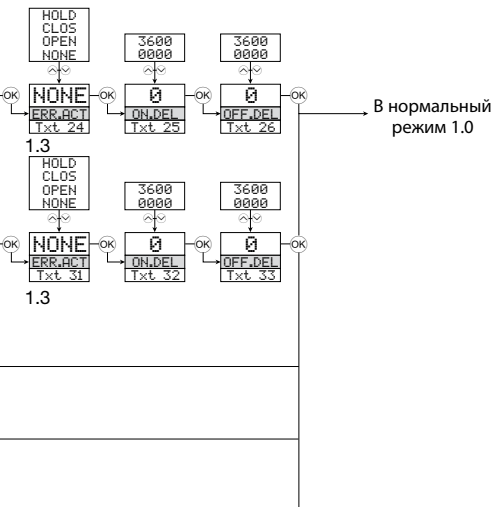 HOLD
CLOS
OPEN
NONE
3600
0000
3600
0000
OK NONE OK 0 OK 0 OK
ERR.ACT ON.DEL OFF.DEL
Txt 24 Txt 25 Txt 26
В нормальный
режим 1.0
1.3
HOLD
CLOS
OPEN
NONE
3600
0000
3600
0000
OK NONE OK 0 OK 0 OK
ERR.ACT ON.DEL OFF.DEL
Txt 31 Txt 32 Txt 33
1.3